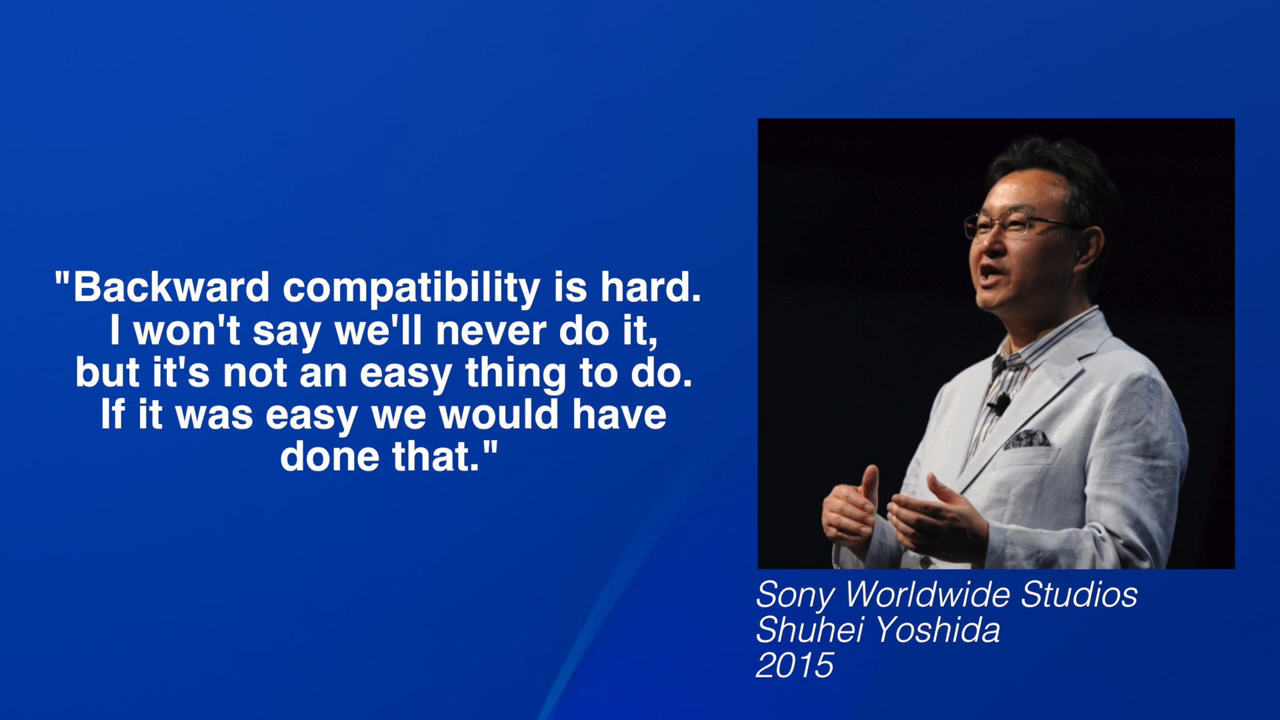 "Backward compatibility is hard.
I won't say we'll never do it,
but it's not an easy thing to do.
If it was easy we would have
done that."
Sony Worldwide Studios
Shuhei Yoshida
2015